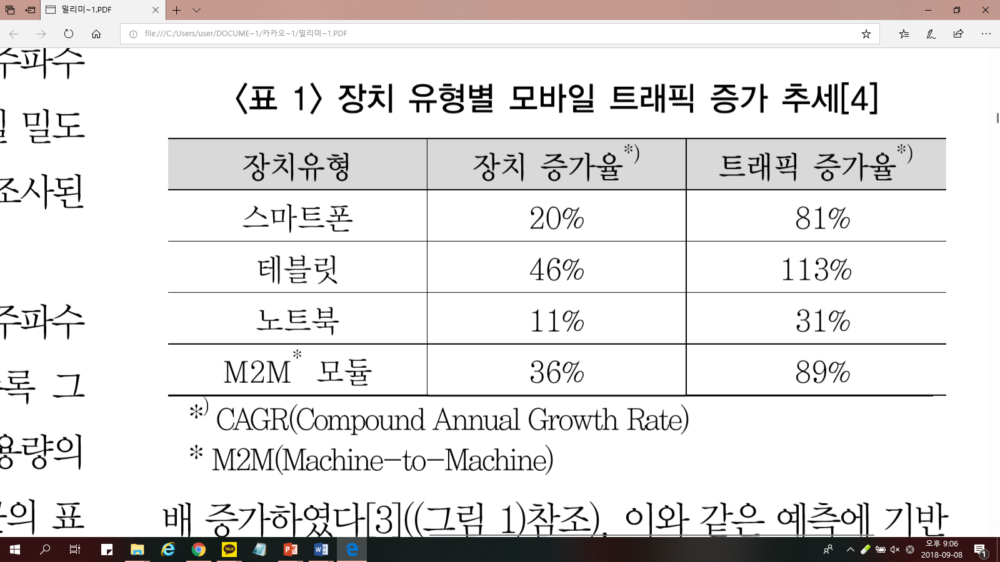 밀리미~1.PDF
file:///C:/Users/user/DOCUME~1/카카오~1/밀리미~1.PDF
주파수
밀도
조사된
주파수
록 그
용량의
의 표
<표 1> 장치 유형별 모바일 트래픽 증가 추세[4]
장치유형 장치 증가율*) 트래픽 증가율*)
스마트폰 20% 81%
테블릿 46% 113%
노트북 11% 31%
M2M* 모듈 36% 89%
*) CAGR(Compound Annual Growth Rate)
* M2M(Machine-to-Machine)
배 증가하였다[3]((그림 1)참조). 이와 같은 예측에 기반
TALK
오후 9:06
2018-09-08
1